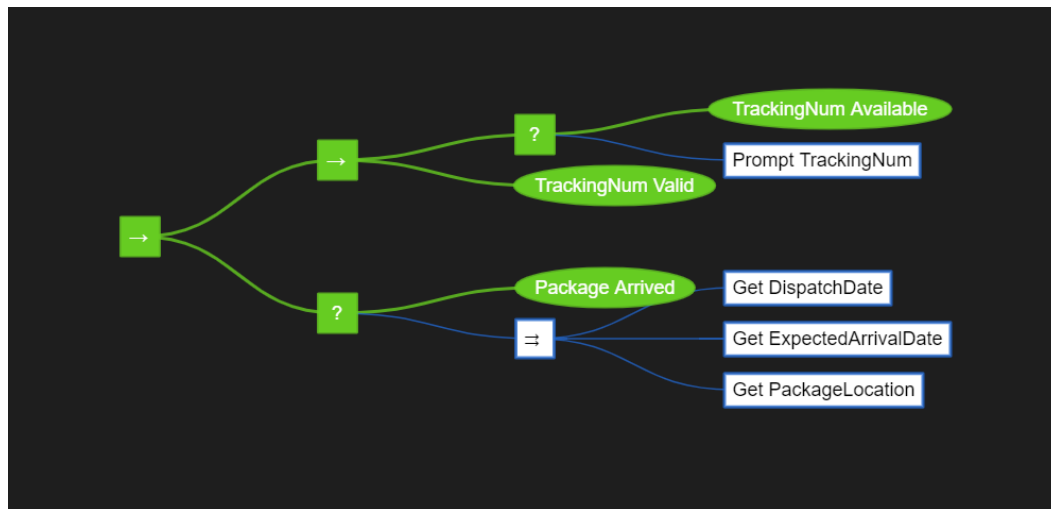 ?
TrackingNum Available
Prompt TrackingNum
→
TrackingNum Valid
→
Package Arrived
?
Get DispatchDate
⇉
Get ExpectedArrivalDate
Get PackageLocation